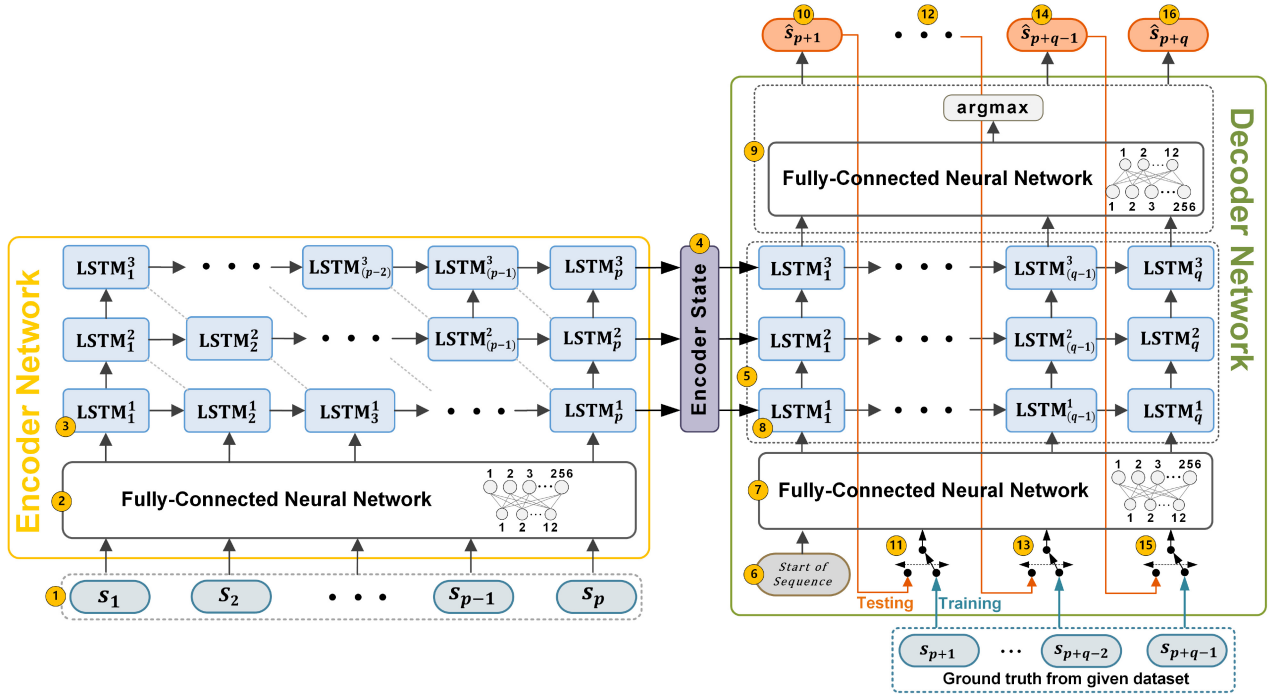 10 12 14 16
ŝₚ₊₁ • • • ŝₚ₊q₋₁ ŝₚ₊q
Decoder Network
argmax
9
Fully-Connected Neural Network
1 2 ... 12
1 2 3 ... 256
Encoder Network
LSTM³₁ • • • LSTM³₍ₚ₋₂₎ LSTM³₍ₚ₋₁₎ LSTM³ₚ
LSTM²₁ LSTM²₂ • • • LSTM²₍ₚ₋₁₎ LSTM²ₚ
3
LSTM¹₁ LSTM¹₂ LSTM¹₃ • • • LSTM¹ₚ
2
Fully-Connected Neural Network
1 2 3 ... 256
1 2 ... 12
1
s₁ s₂ • • • sₚ₋₁ sₚ
4
Encoder State
LSTM³₁ • • • LSTM³₍q₋₁₎ LSTM³q
LSTM²₁ • • • LSTM²₍q₋₁₎ LSTM²q
5
8
LSTM¹₁ • • • LSTM¹₍q₋₁₎ LSTM¹q
7
Fully-Connected Neural Network
1 2 3 ... 256
1 2 ... 12
11 13 15
6
Start of
Sequence
Testing Training
sₚ₊₁ ... sₚ₊q₋₂ sₚ₊q₋₁
Ground truth from given dataset